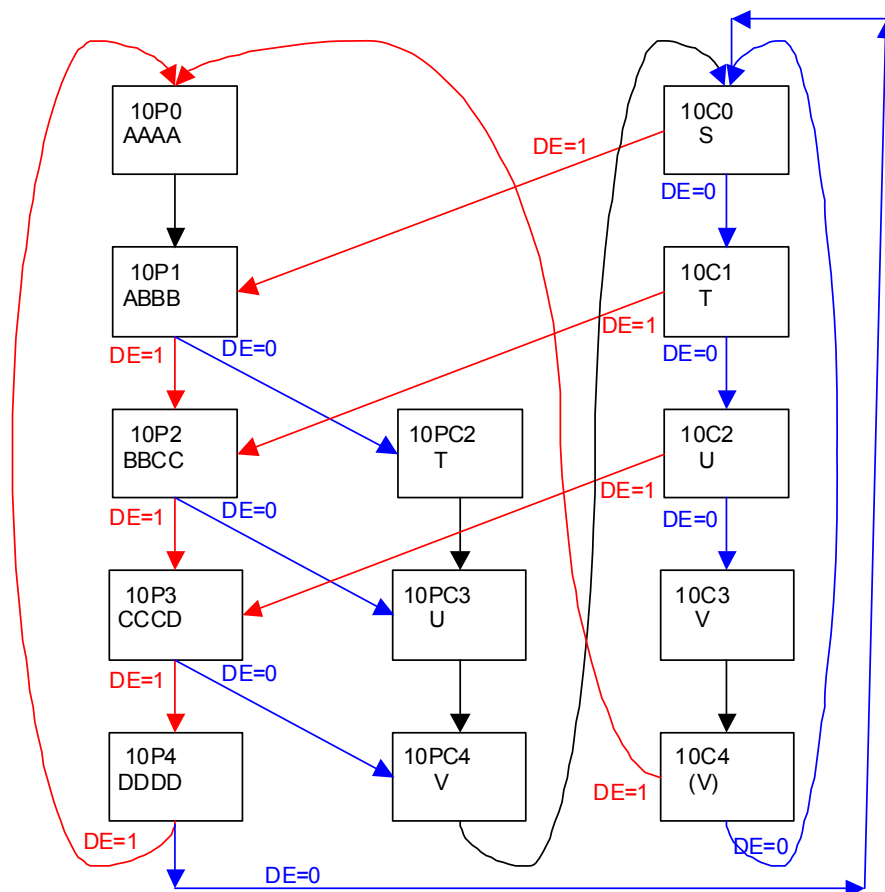 10P0
AAAA
10C0
S
DE=1
DE=0
10P1
ABBB
10C1
T
DE=1
DE=0
DE=1
DE=0
10P2
BBCC
10PC2
T
10C2
U
DE=1
DE=0
DE=1
DE=0
10P3
CCCD
10PC3
U
10C3
V
DE=1
DE=0
10P4
DDDD
10PC4
V
10C4
(V)
DE=1
DE=1
DE=0
DE=0